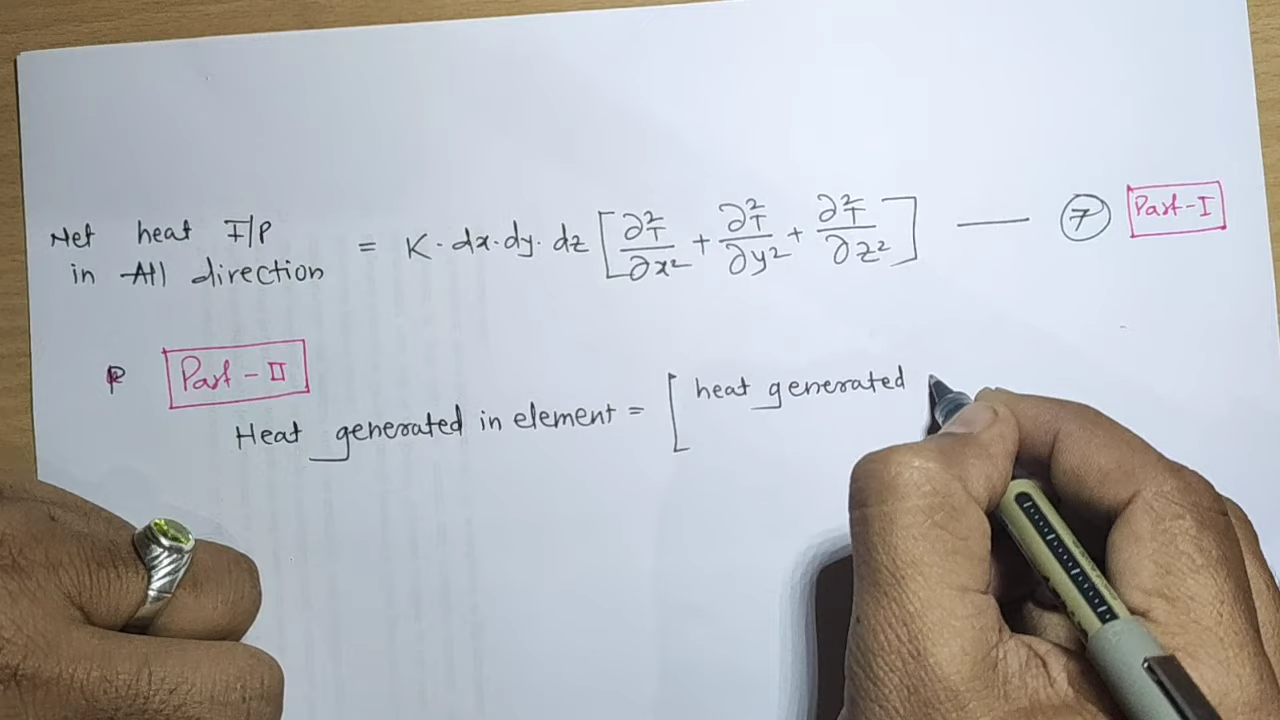 Net heat I/P in All direction = K · dx · dy · dz [∂²T/∂x² + ∂²T/∂y² + ∂²T/∂z²] —— ⑦ Part-I
Part-II
Heat generated in element = [heat generated